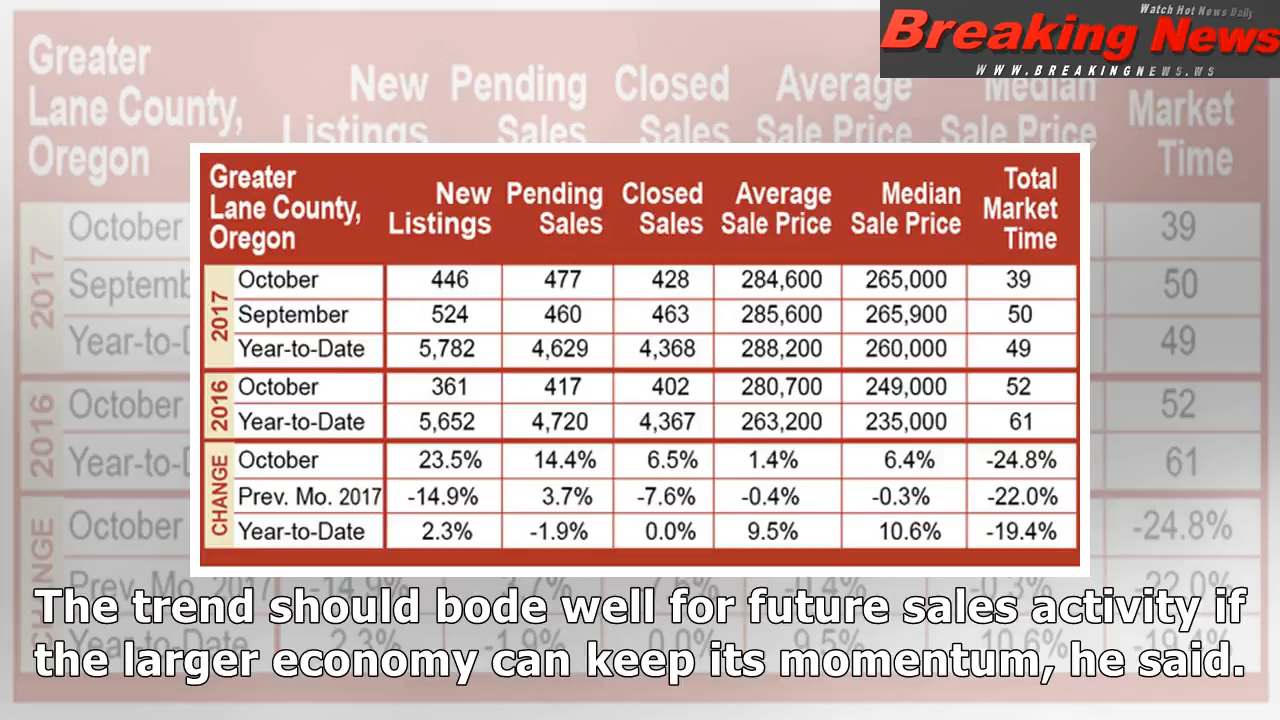 Watch Hot News Daily
Breaking News
WWW.BREAKINGNEWS.WS
Greater Lane County, Oregon New Listings Pending Sales Closed Sales Average Sale Price Median Sale Price Total Market Time
2017
October 446 477 428 284,600 265,000 39
September 524 460 463 285,600 265,900 50
Year-to-Date 5,782 4,629 4,368 288,200 260,000 49
2016
October 361 417 402 280,700 249,000 52
Year-to-Date 5,652 4,720 4,367 263,200 235,000 61
CHANGE
October 23.5% 14.4% 6.5% 1.4% 6.4% -24.8%
Prev. Mo. 2017 -14.9% 3.7% -7.6% -0.4% -0.3% -22.0%
Year-to-Date 2.3% -1.9% 0.0% 9.5% 10.6% -19.4%
The trend should bode well for future sales activity if
the larger economy can keep its momentum, he said.